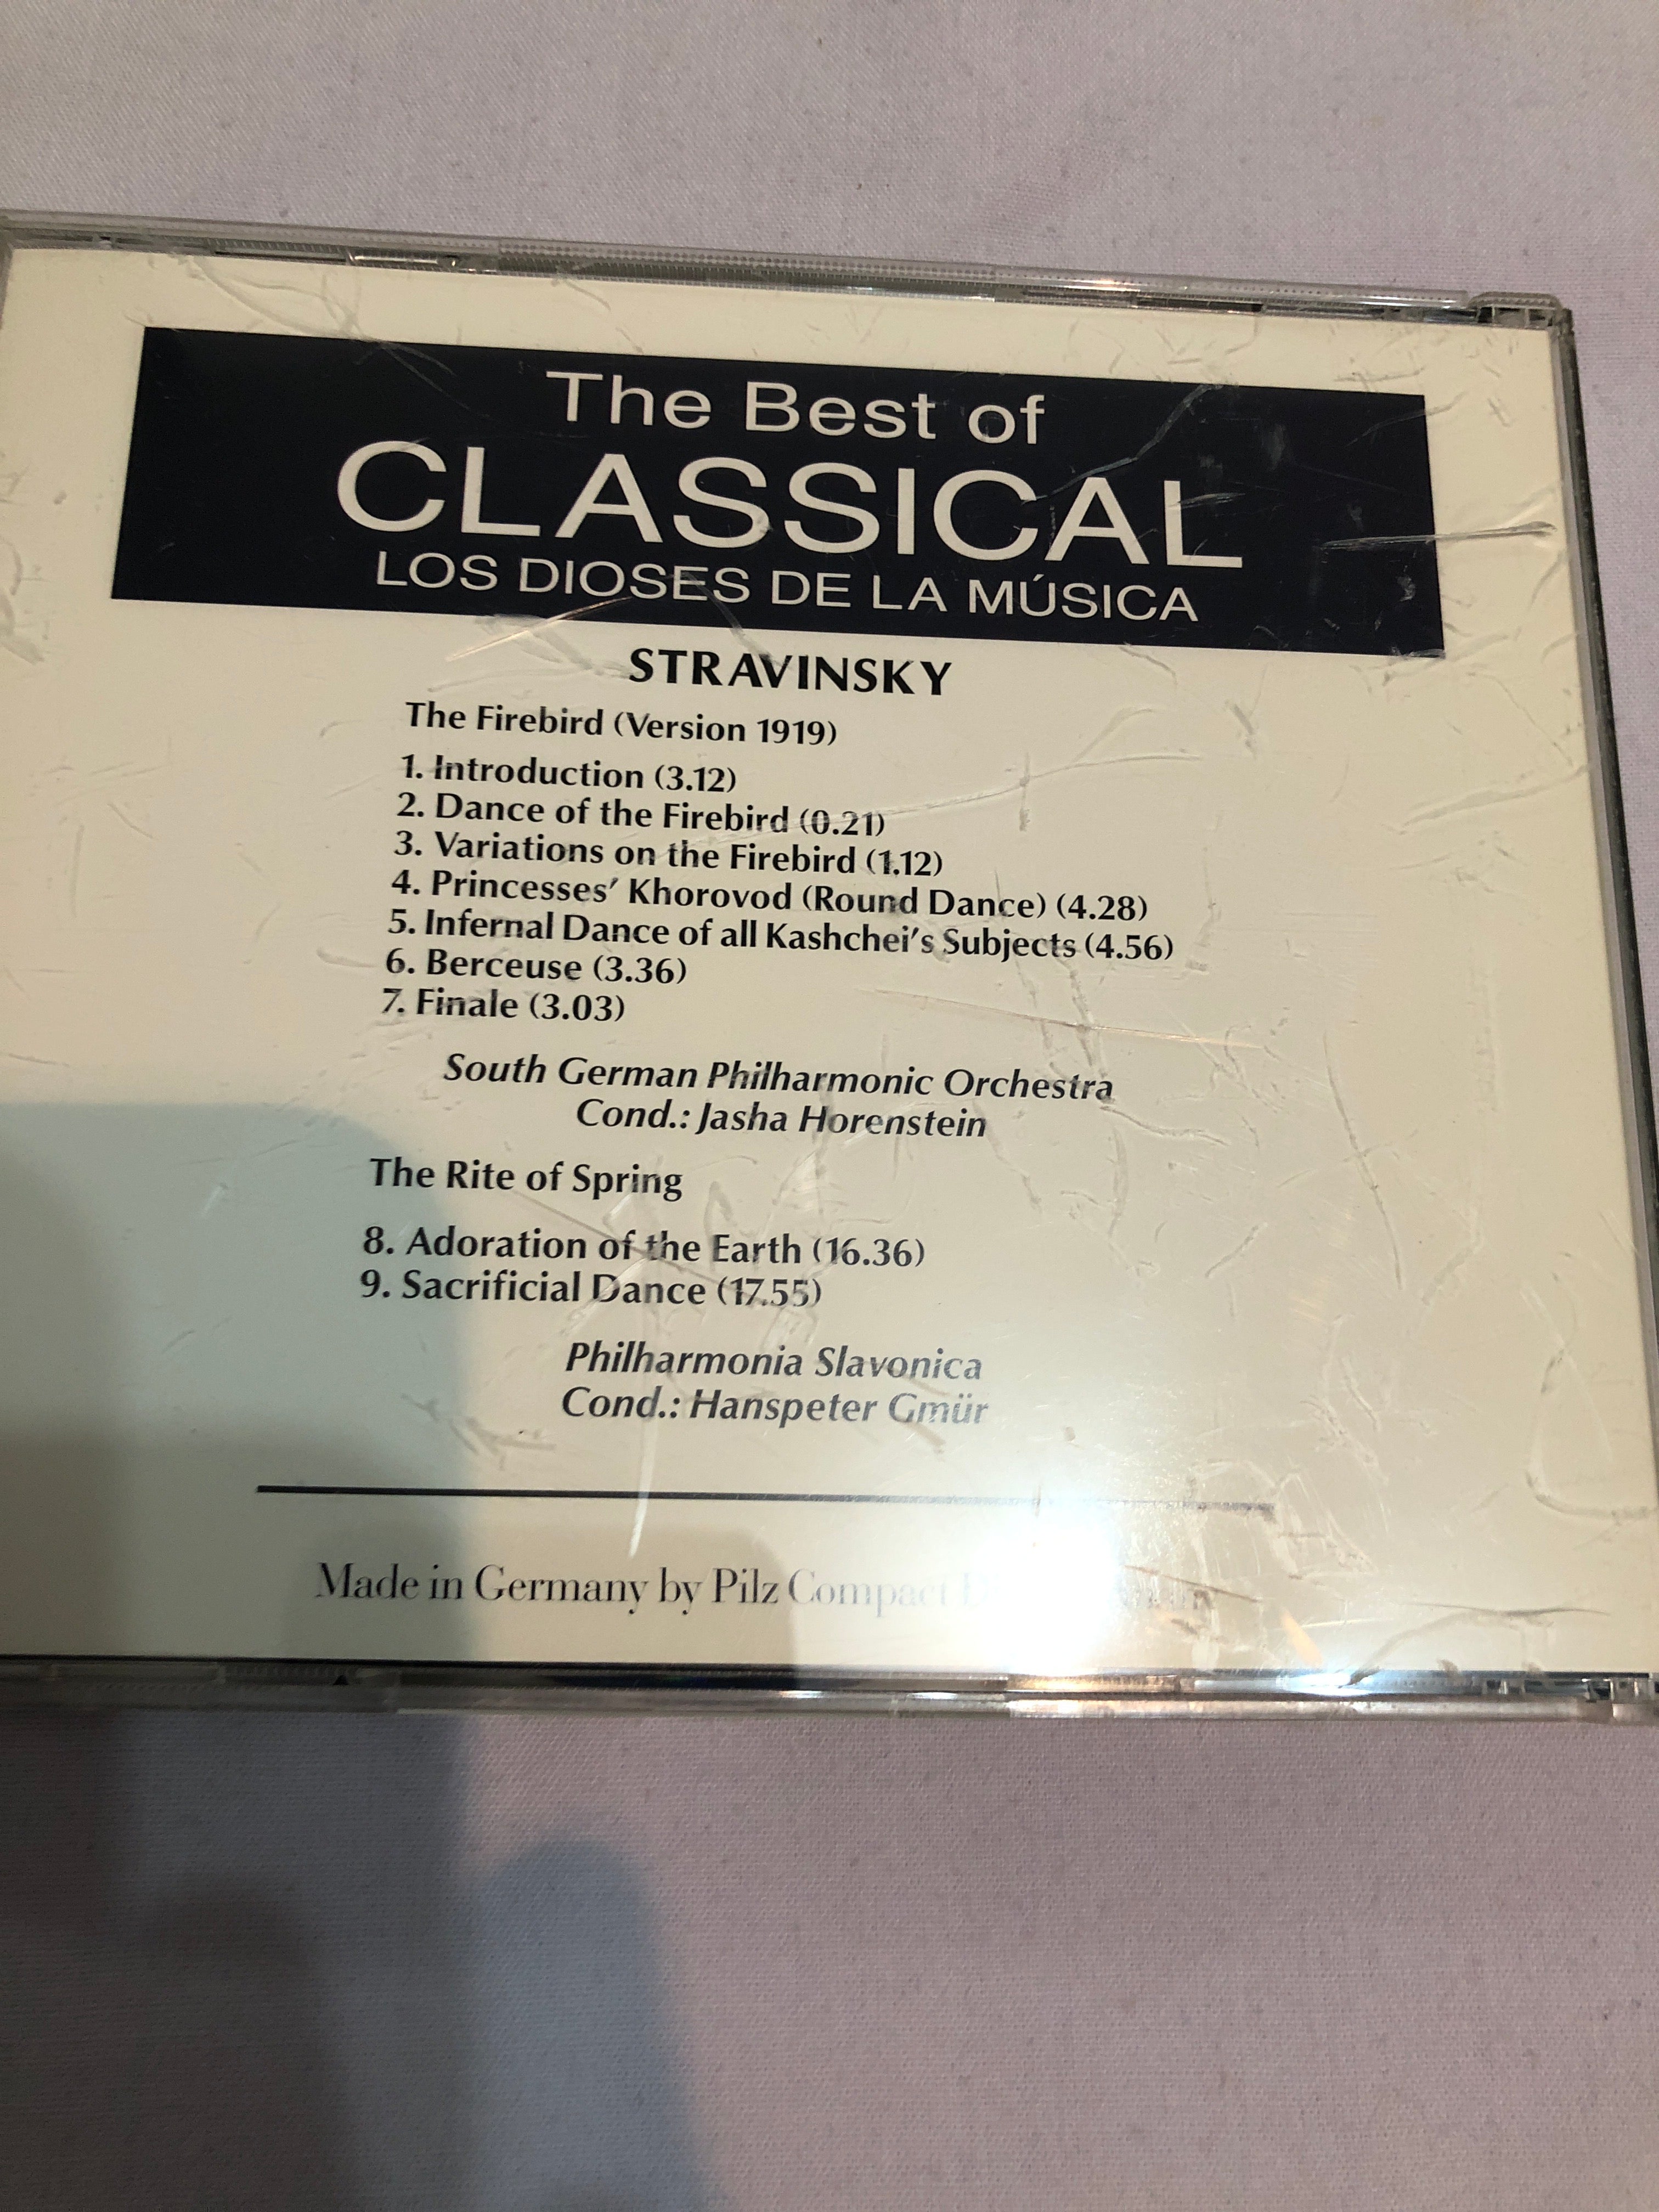 The Best of
CLASSICAL
LOS DIOSES DE LA MÚSICA
STRAVINSKY
The Firebird (Version 1919)
1. Introduction (3.12)
2. Dance of the Firebird (0.21)
3. Variations on the Firebird (1.12)
4. Princesses’ Khorovod (Round Dance) (4.28)
5. Infernal Dance of all Kashchei’s Subjects (4.56)
6. Berceuse (3.36)
7. Finale (3.03)
South German Philharmonic Orchestra
Cond.: Jasha Horenstein
The Rite of Spring
8. Adoration of the Earth (16.36)
9. Sacrificial Dance (17.55)
Philharmonia Slavonica
Cond.: Hanspeter Gmür
Made in Germany by Pilz Compact